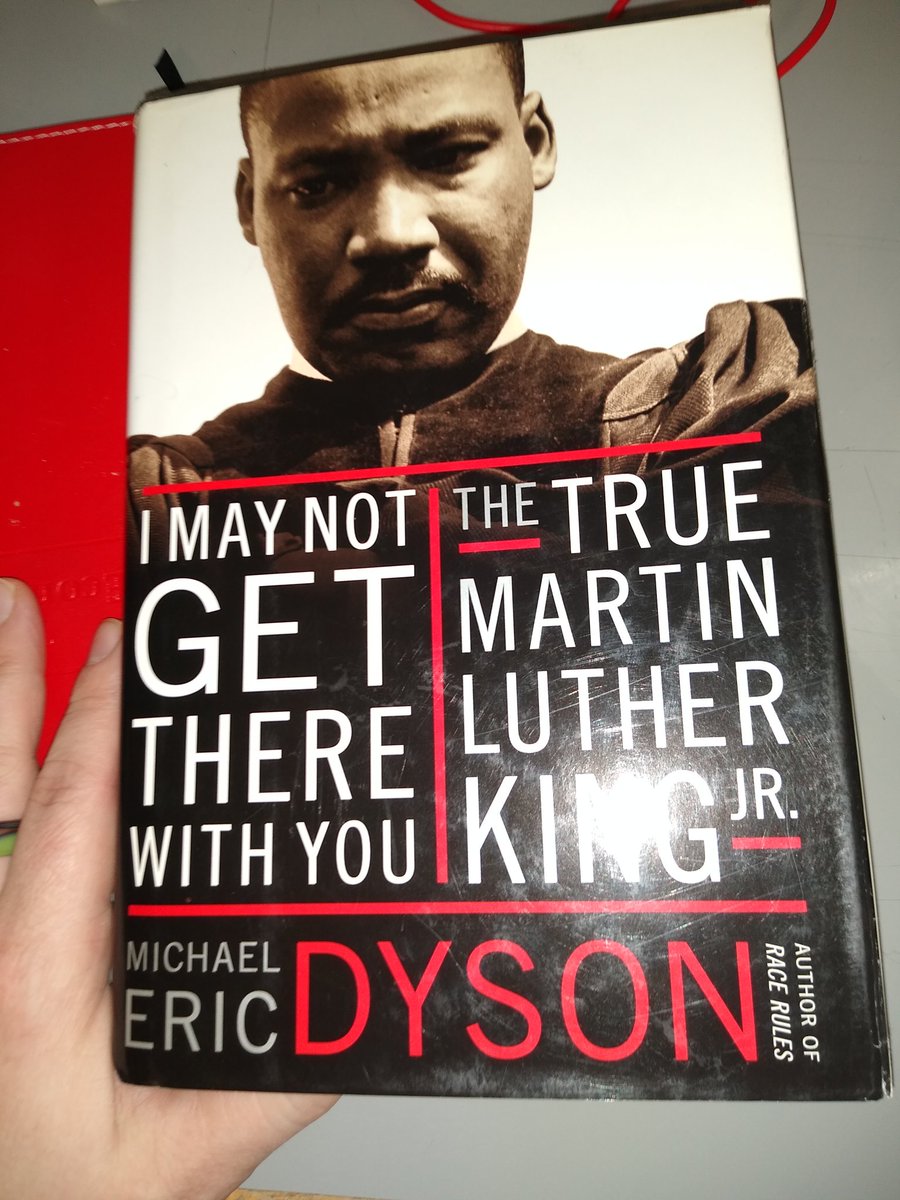 I MAY NOT
GET
THERE
WITH YOU
THE TRUE
MARTIN
LUTHER
KING JR.
MICHAEL
ERIC DYSON
AUTHOR OF
RACE RULES